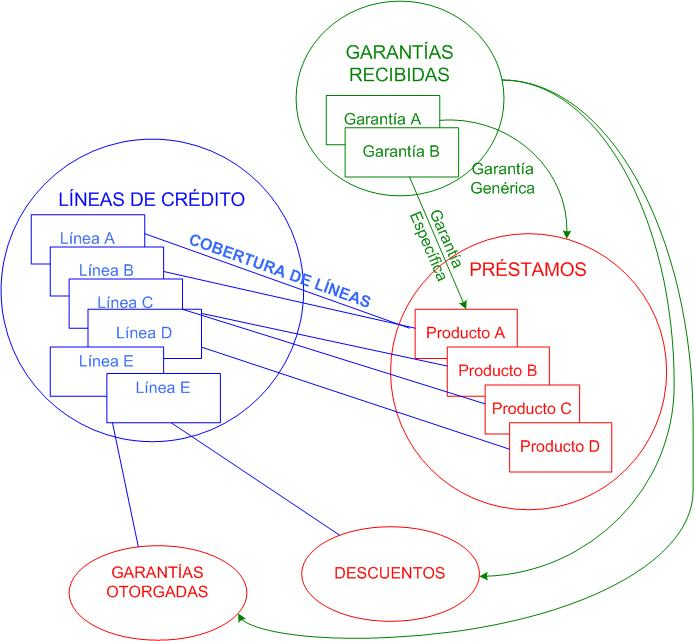 GARANTÍAS
RECIBIDAS
Garantía A
Garantía B
Garantía
Genérica
Garantía
Específica
LÍNEAS DE CRÉDITO
Línea A
Línea B
Línea C
Línea D
Línea E
Línea E
COBERTURA DE LÍNEAS
PRÉSTAMOS
Producto A
Producto B
Producto C
Producto D
GARANTÍAS
OTORGADAS
DESCUENTOS